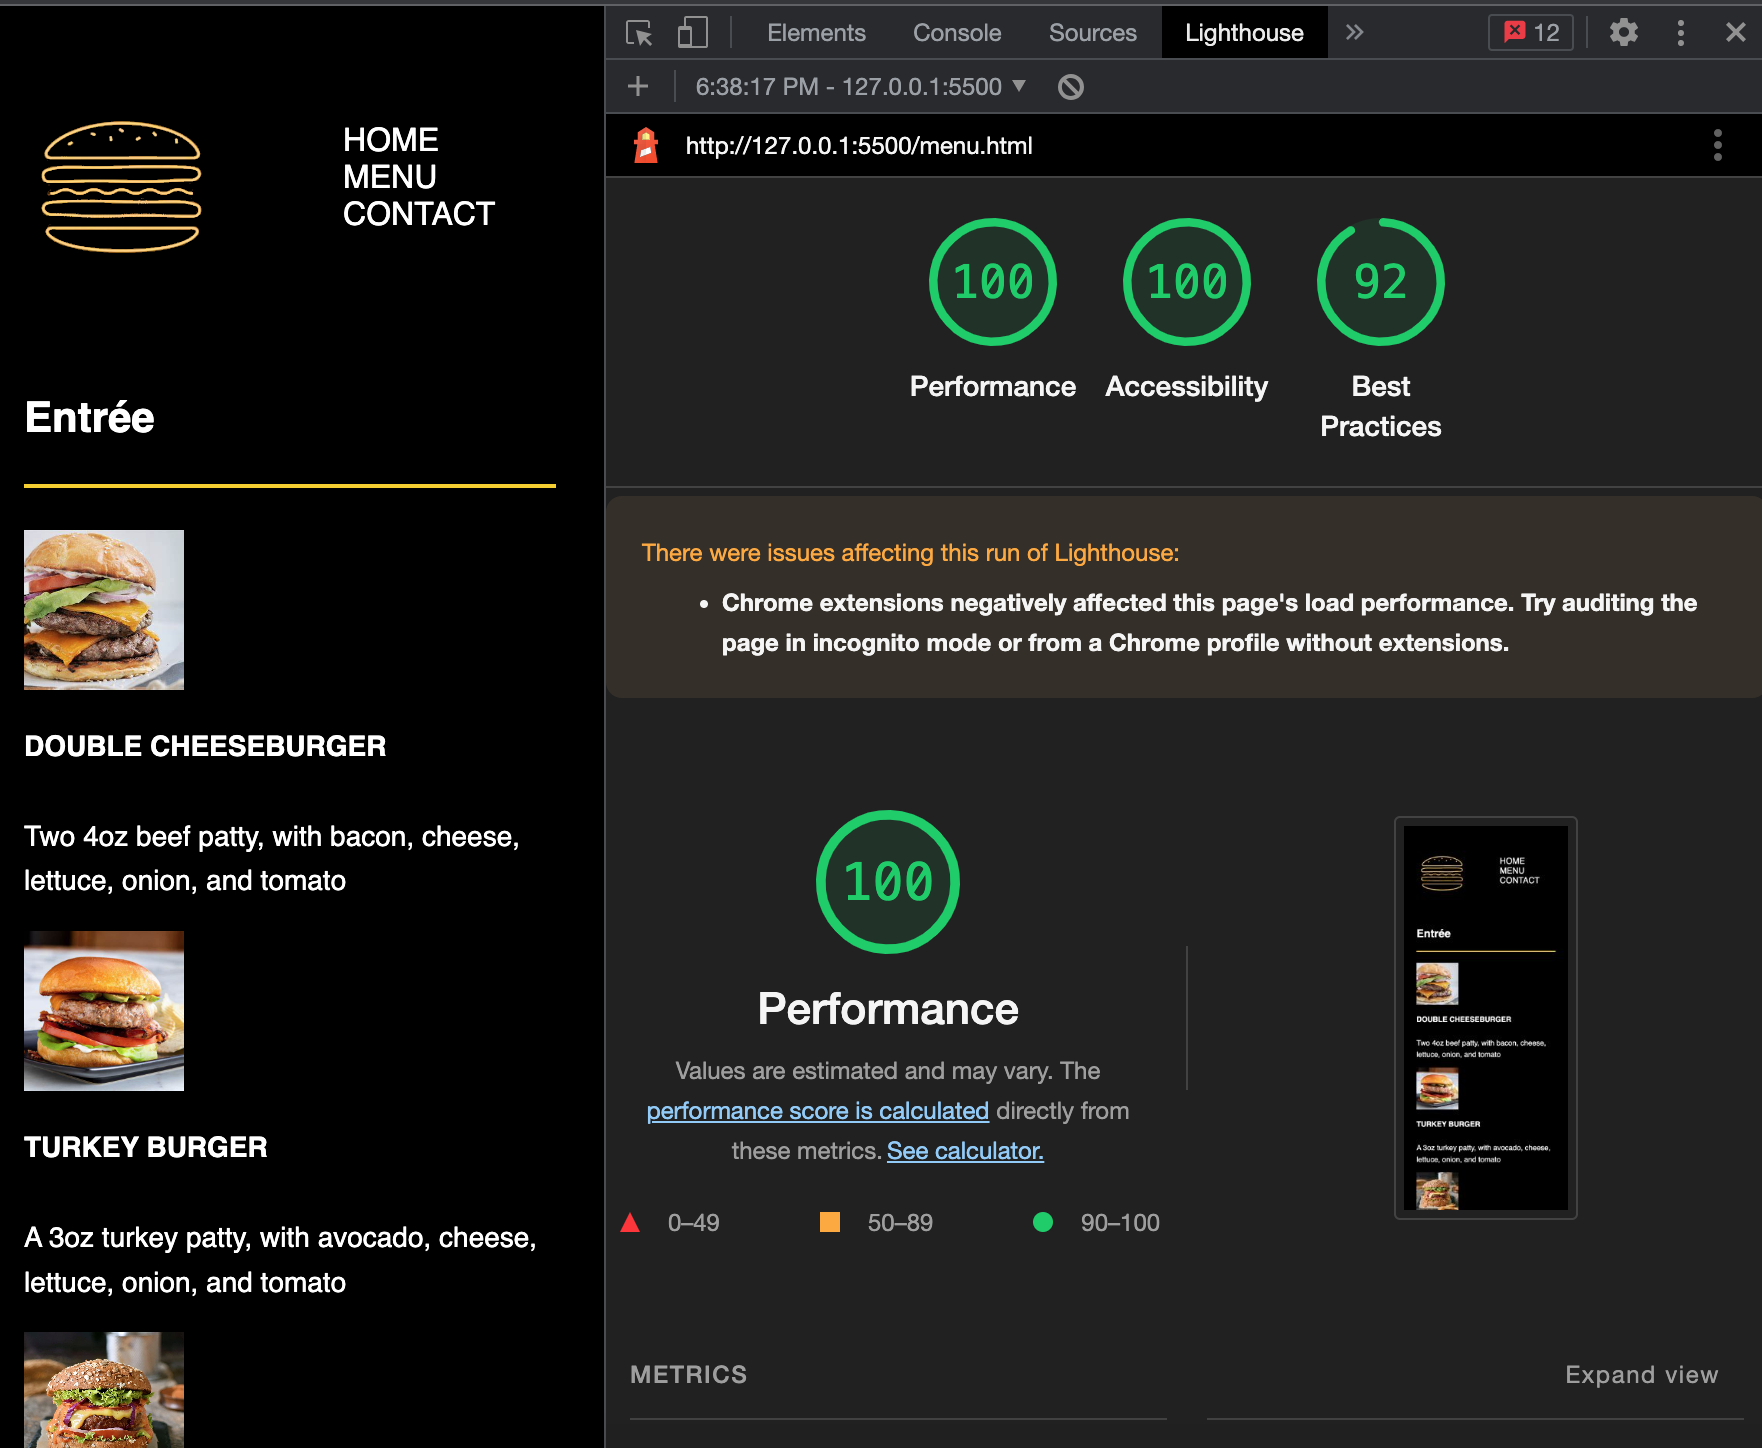 HOME
MENU
CONTACT
Entrée
DOUBLE CHEESEBURGER
Two 4oz beef patty, with bacon, cheese,
lettuce, onion, and tomato
TURKEY BURGER
A 3oz turkey patty, with avocado, cheese,
lettuce, onion, and tomato
Elements Console Sources Lighthouse 12
6:38:17 PM - 127.0.0.1:5500
http://127.0.0.1:5500/menu.html
100 100 92
Performance Accessibility Best
Practices
There were issues affecting this run of Lighthouse:
• Chrome extensions negatively affected this page's load performance. Try auditing the
page in incognito mode or from a Chrome profile without extensions.
100
Performance
Values are estimated and may vary. The
performance score is calculated directly from
these metrics. See calculator.
0–49 50–89 90–100
HOME
MENU
CONTACT
Entrée
DOUBLE CHEESEBURGER
Two 4oz beef patty, with bacon, cheese,
lettuce, onion, and tomato
TURKEY BURGER
A 3oz turkey patty, with avocado, cheese,
lettuce, onion, and tomato
METRICS Expand view